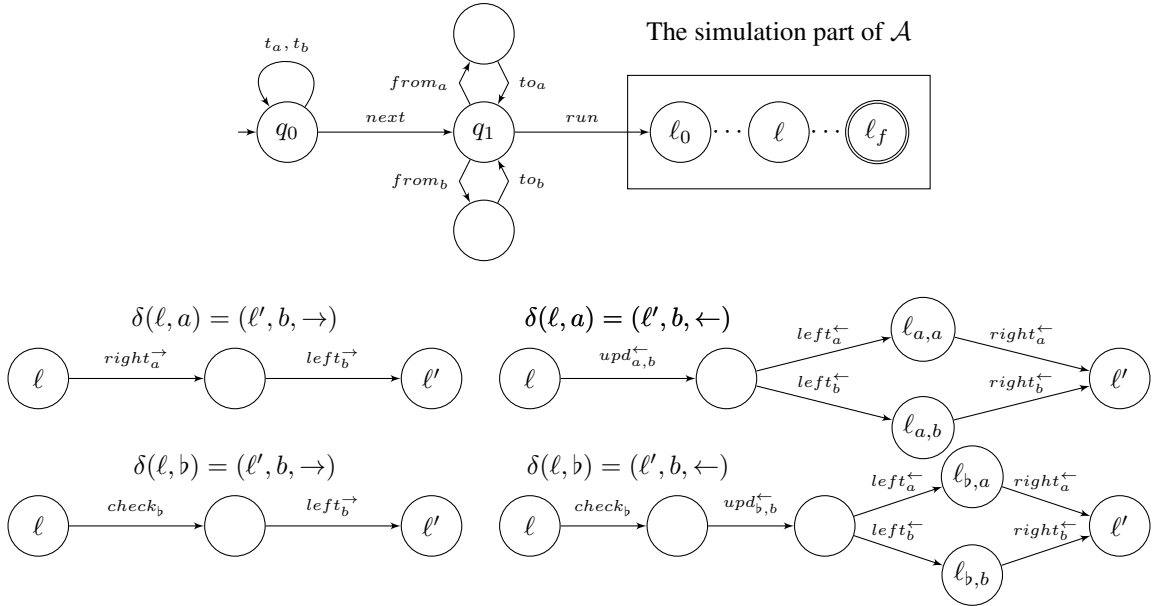 The simulation part of 𝒜
t_a, t_b
from_a to_a
q_0 next q_1 run ℓ_0 ··· ℓ ··· ℓ_f
from_b to_b
δ(ℓ, a) = (ℓ′, b, →) δ(ℓ, a) = (ℓ′, b, ←)
ℓ right_a^→ left_b^→ ℓ′
ℓ upd_{a,b}^← left_a^← ℓ_{a,a} right_a^← left_b^← ℓ_{a,b} right_b^← ℓ′
δ(ℓ, ♭) = (ℓ′, b, →) δ(ℓ, ♭) = (ℓ′, b, ←)
ℓ check_♭ left_b^→ ℓ′
ℓ check_♭ upd_{♭,b}^← left_a^← ℓ_{♭,a} right_a^← left_b^← ℓ_{♭,b} right_b^← ℓ′